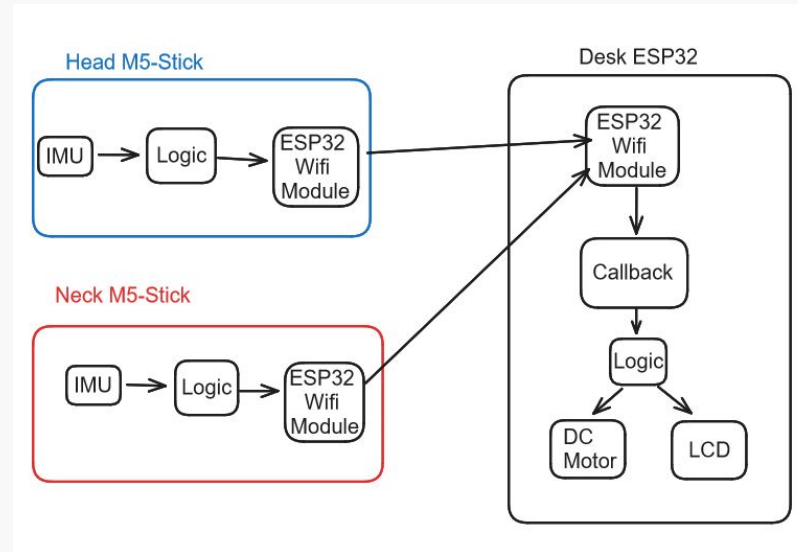 Head M5-Stick
IMU
Logic
ESP32
Wifi
Module
Neck M5-Stick
IMU
Logic
ESP32
Wifi
Module
Desk ESP32
ESP32
Wifi
Module
Callback
Logic
DC
Motor
LCD